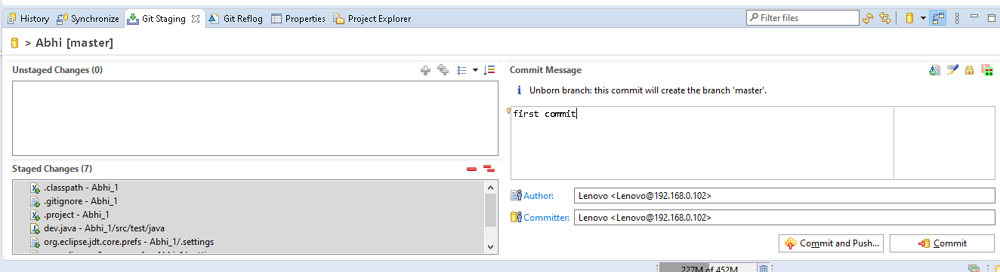 History Synchronize Git Staging Git Reflog Properties Project Explorer Filter files
> Abhi [master]
Unstaged Changes (0)
Staged Changes (7)
.classpath - Abhi_1
.gitignore - Abhi_1
.project - Abhi_1
dev.java - Abhi_1/src/test/java
org.eclipse.jdt.core.prefs - Abhi_1/.settings
Commit Message
Unborn branch: this commit will create the branch 'master'.
first commit
Author: Lenovo <Lenovo@192.168.0.102>
Committer: Lenovo <Lenovo@192.168.0.102>
Commit and Push... Commit
227M of 452M